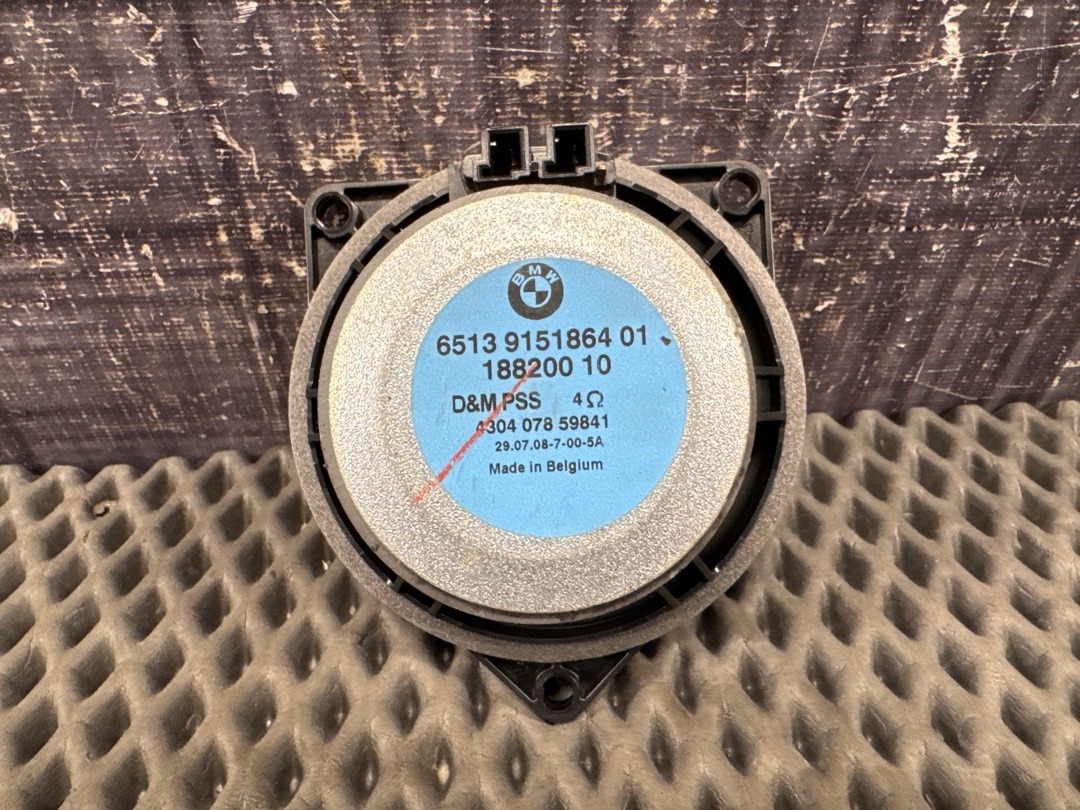 BMW
6513 9151864 01
188200 10
D&M PSS 4Ω
4304 078 59841
29.07.08-7-00-5A
Made in Belgium